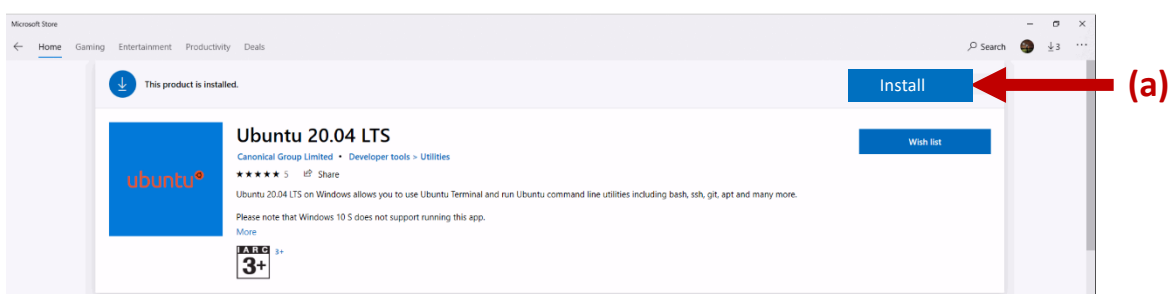 Microsoft Store
Home Gaming Entertainment Productivity Deals Search 3
This product is installed. Install (a)
Ubuntu 20.04 LTS
Wish list
Canonical Group Limited • Developer tools > Utilities
★★★★★ 5 Share
ubuntu
Ubuntu 20.04 LTS on Windows allows you to use Ubuntu Terminal and run Ubuntu command line utilities including bash, ssh, git, apt and many more.
Please note that Windows 10 S does not support running this app.
More
IARC 3+
3+